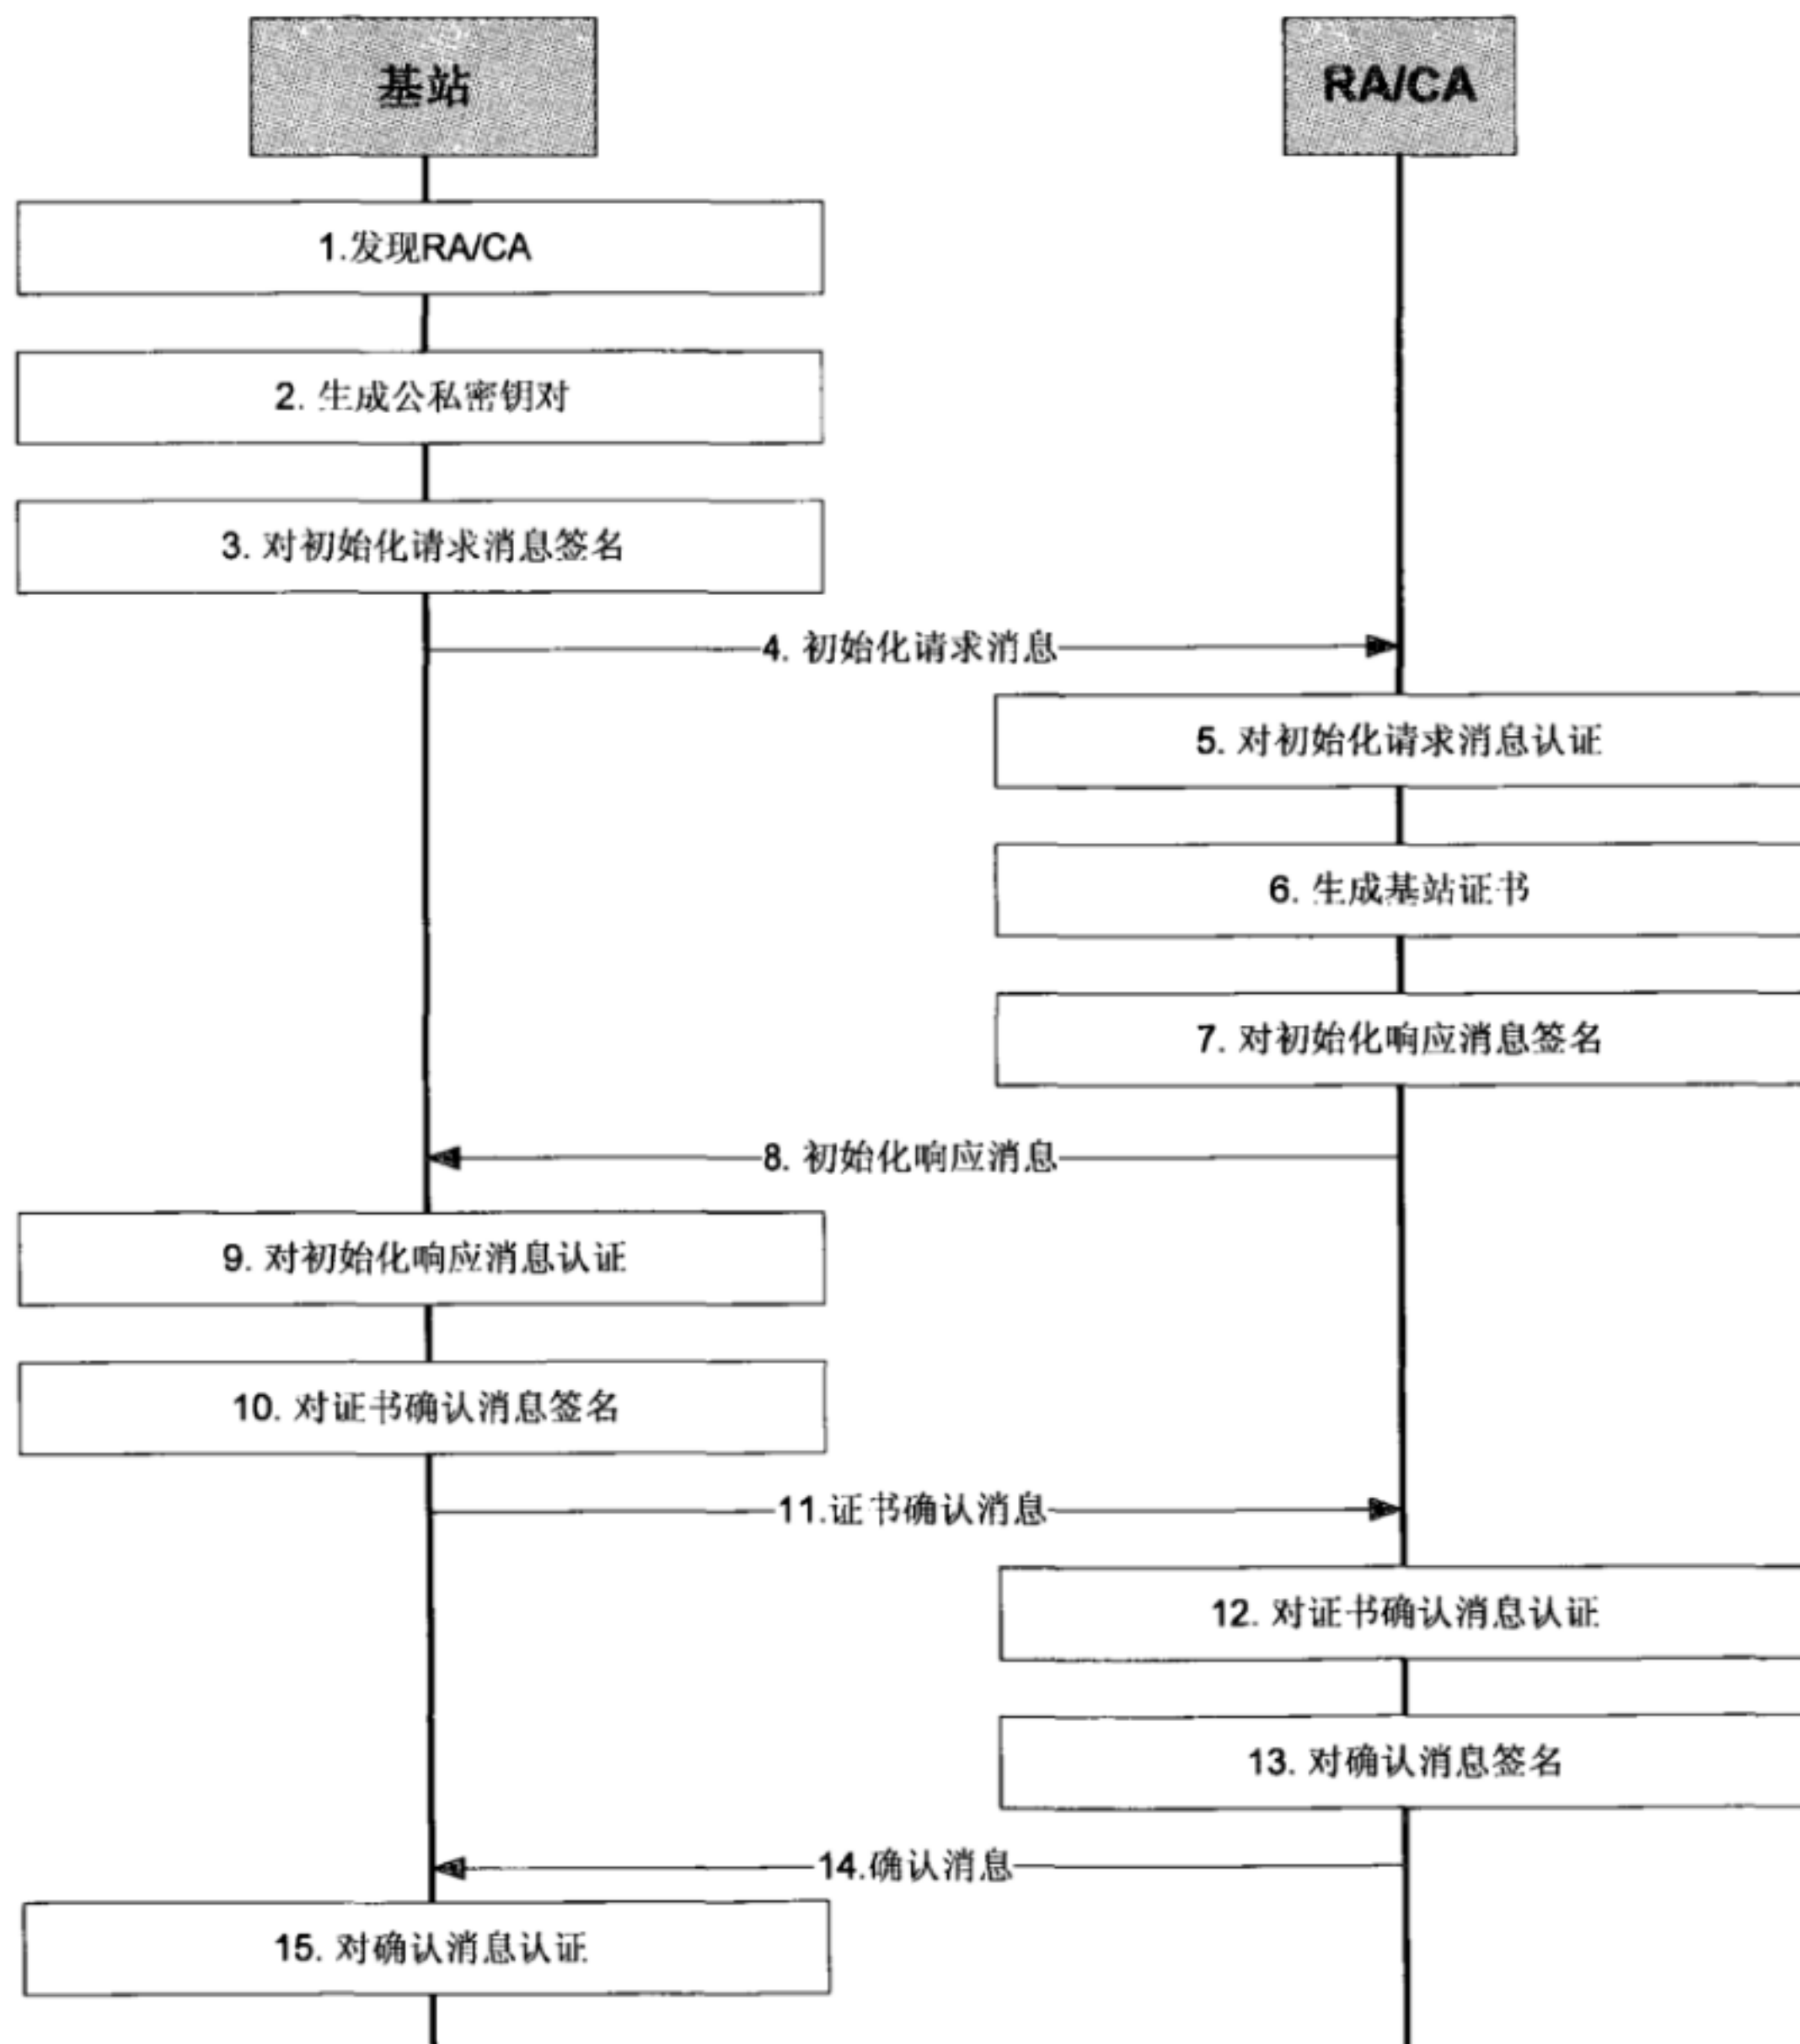 基站
RA/CA
1.发现RA/CA
2. 生成公私密钥对
3. 对初始化请求消息签名
4. 初始化请求消息
5. 对初始化请求消息认证
6. 生成基站证书
7. 对初始化响应消息签名
8. 初始化响应消息
9. 对初始化响应消息认证
10. 对证书确认消息签名
11.证书确认消息
12. 对证书确认消息认证
13. 对确认消息签名
14.确认消息
15. 对确认消息认证